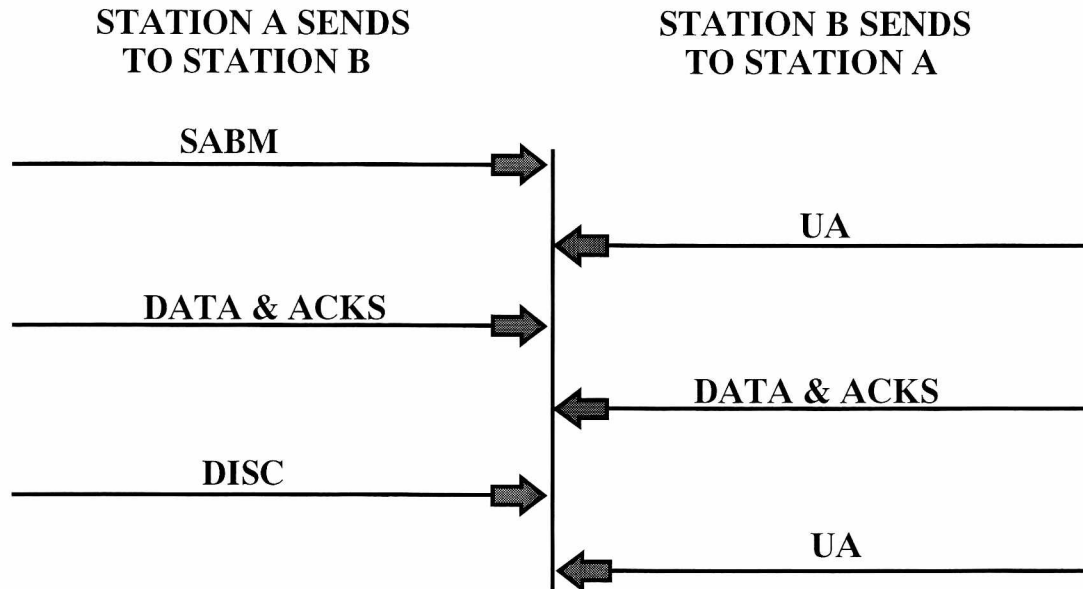 STATION A SENDS
TO STATION B
STATION B SENDS
TO STATION A
SABM
UA
DATA & ACKS
DATA & ACKS
DISC
UA